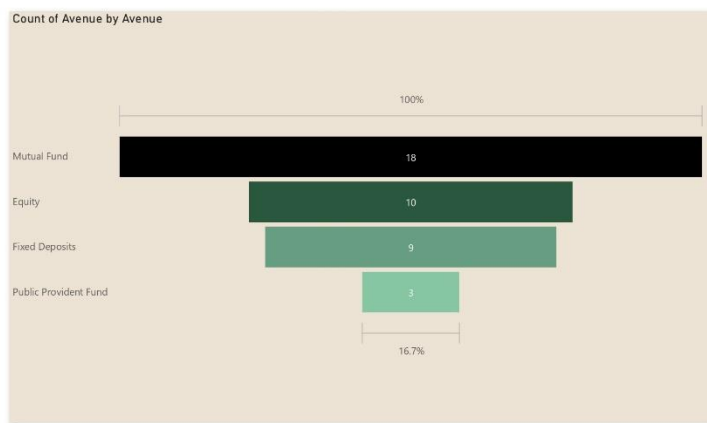 Count of Avenue by Avenue
100%
Mutual Fund
18
Equity
10
Fixed Deposits
9
Public Provident Fund
3
16.7%